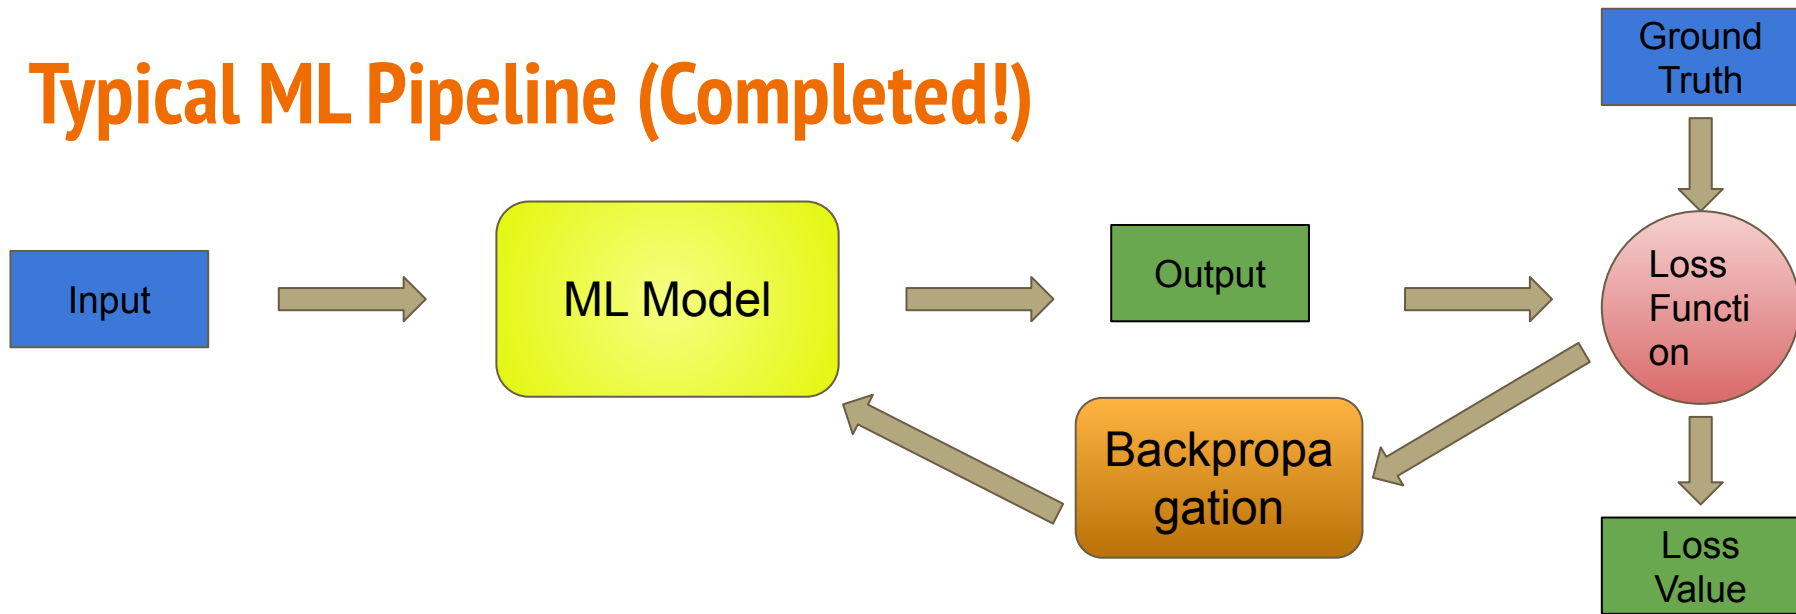 Typical ML Pipeline (Completed!)
Ground
Truth
Input
ML Model
Output
Loss
Functi
on
Backpropa
gation
Loss
Value